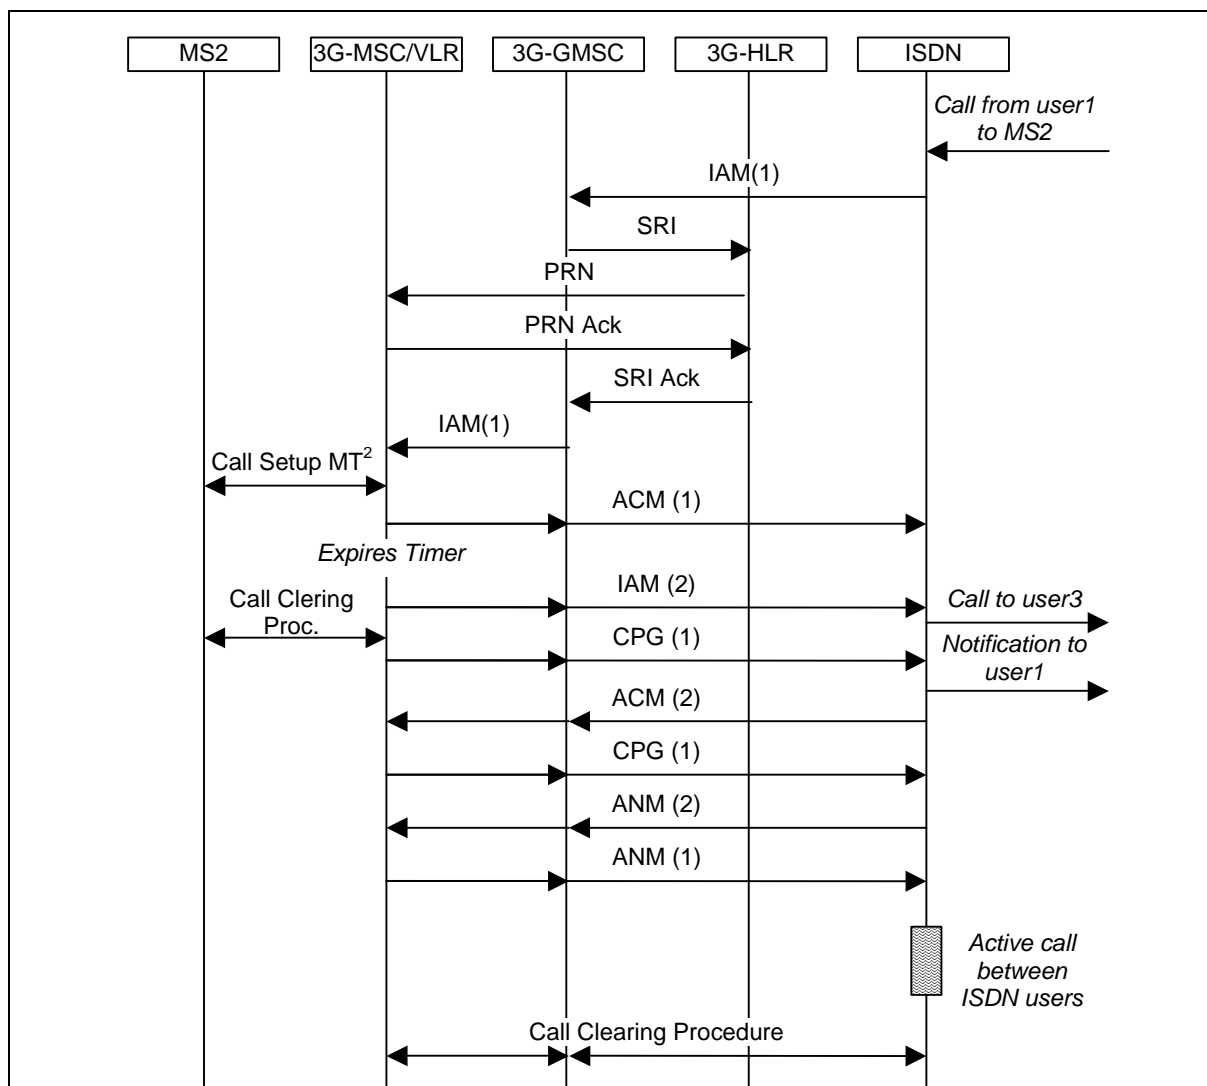 MS2
3G-MSC/VLR
3G-GMSC
3G-HLR
ISDN
Call from user1
to MS2
IAM(1)
SRI
PRN
PRN Ack
SRI Ack
IAM(1)
Call Setup MT²
ACM (1)
Expires Timer
IAM (2)
Call Clering
Proc.
Call to user3
CPG (1)
Notification to
user1
ACM (2)
CPG (1)
ANM (2)
ANM (1)
Active call
between
ISDN users
Call Clearing Procedure